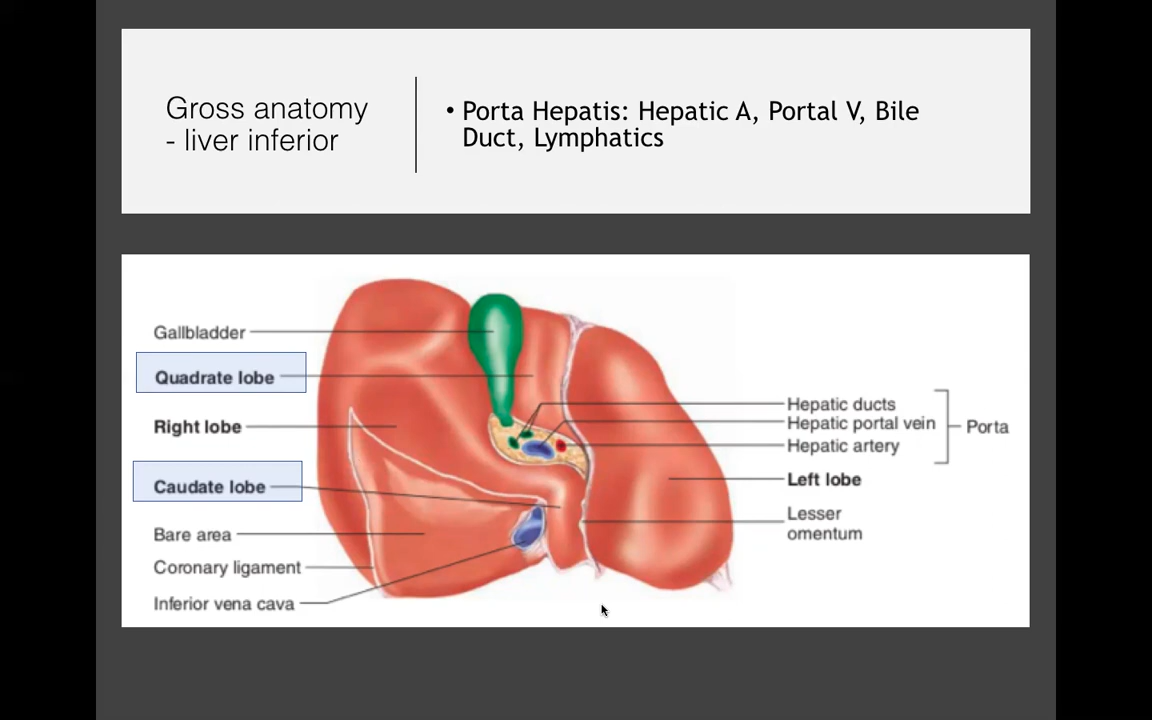 Gross anatomy
- liver inferior
• Porta Hepatis: Hepatic A, Portal V, Bile
Duct, Lymphatics
Gallbladder
Quadrate lobe
Right lobe
Caudate lobe
Bare area
Coronary ligament
Inferior vena cava
Hepatic ducts
Hepatic portal vein
Hepatic artery
Porta
Left lobe
Lesser
omentum